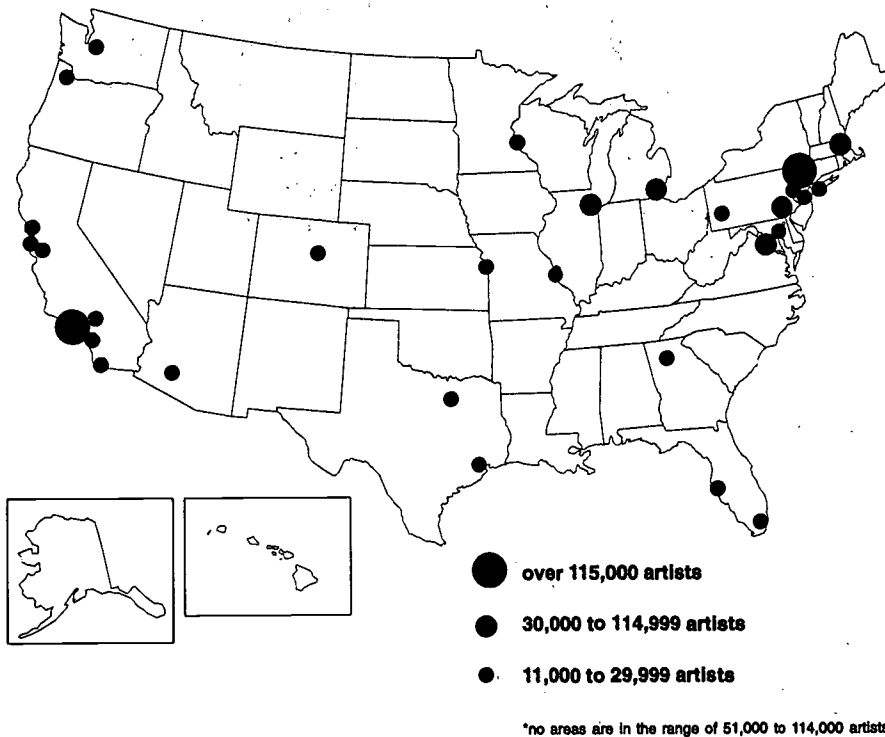 over 115,000 artists
30,000 to 114,999 artists
11,000 to 29,999 artists
*no areas are in the range of 51,000 to 114,000 artists